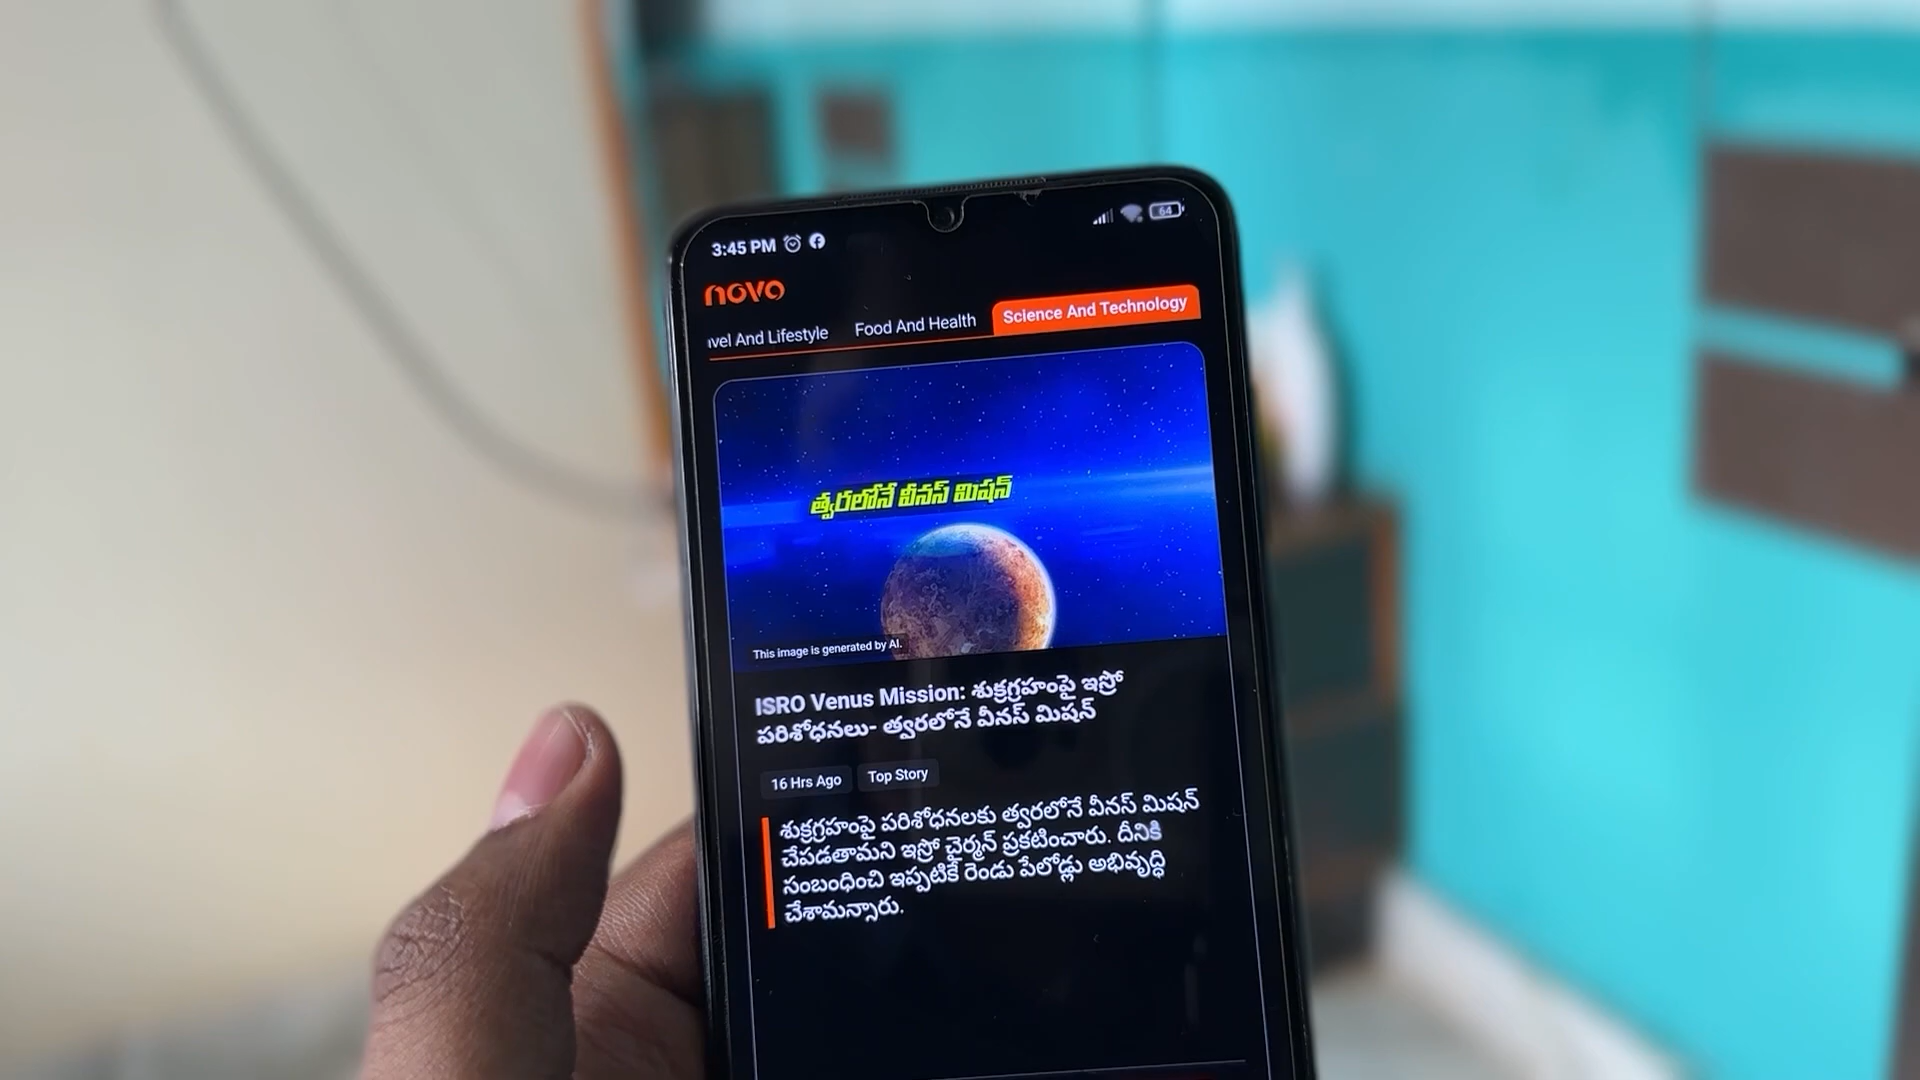 3:45 PM
64
novo
vel And Lifestyle Food And Health Science And Technology
త్వరలోనే వీనస్ మిషన్
This image is generated by AI.
ISRO Venus Mission: శుక్రగ్రహంపై ఇస్రో
పరిశోధనలు- త్వరలోనే వీనస్ మిషన్
16 Hrs Ago Top Story
శుక్రగ్రహంపై పరిశోధనలకు త్వరలోనే వీనస్ మిషన్
చేపడతామని ఇస్రో చైర్మన్ ప్రకటించారు. దీనికి
సంబంధించి ఇప్పటికే రెండు పేలోడ్లు అభివృద్ధి
చేశామన్నారు.